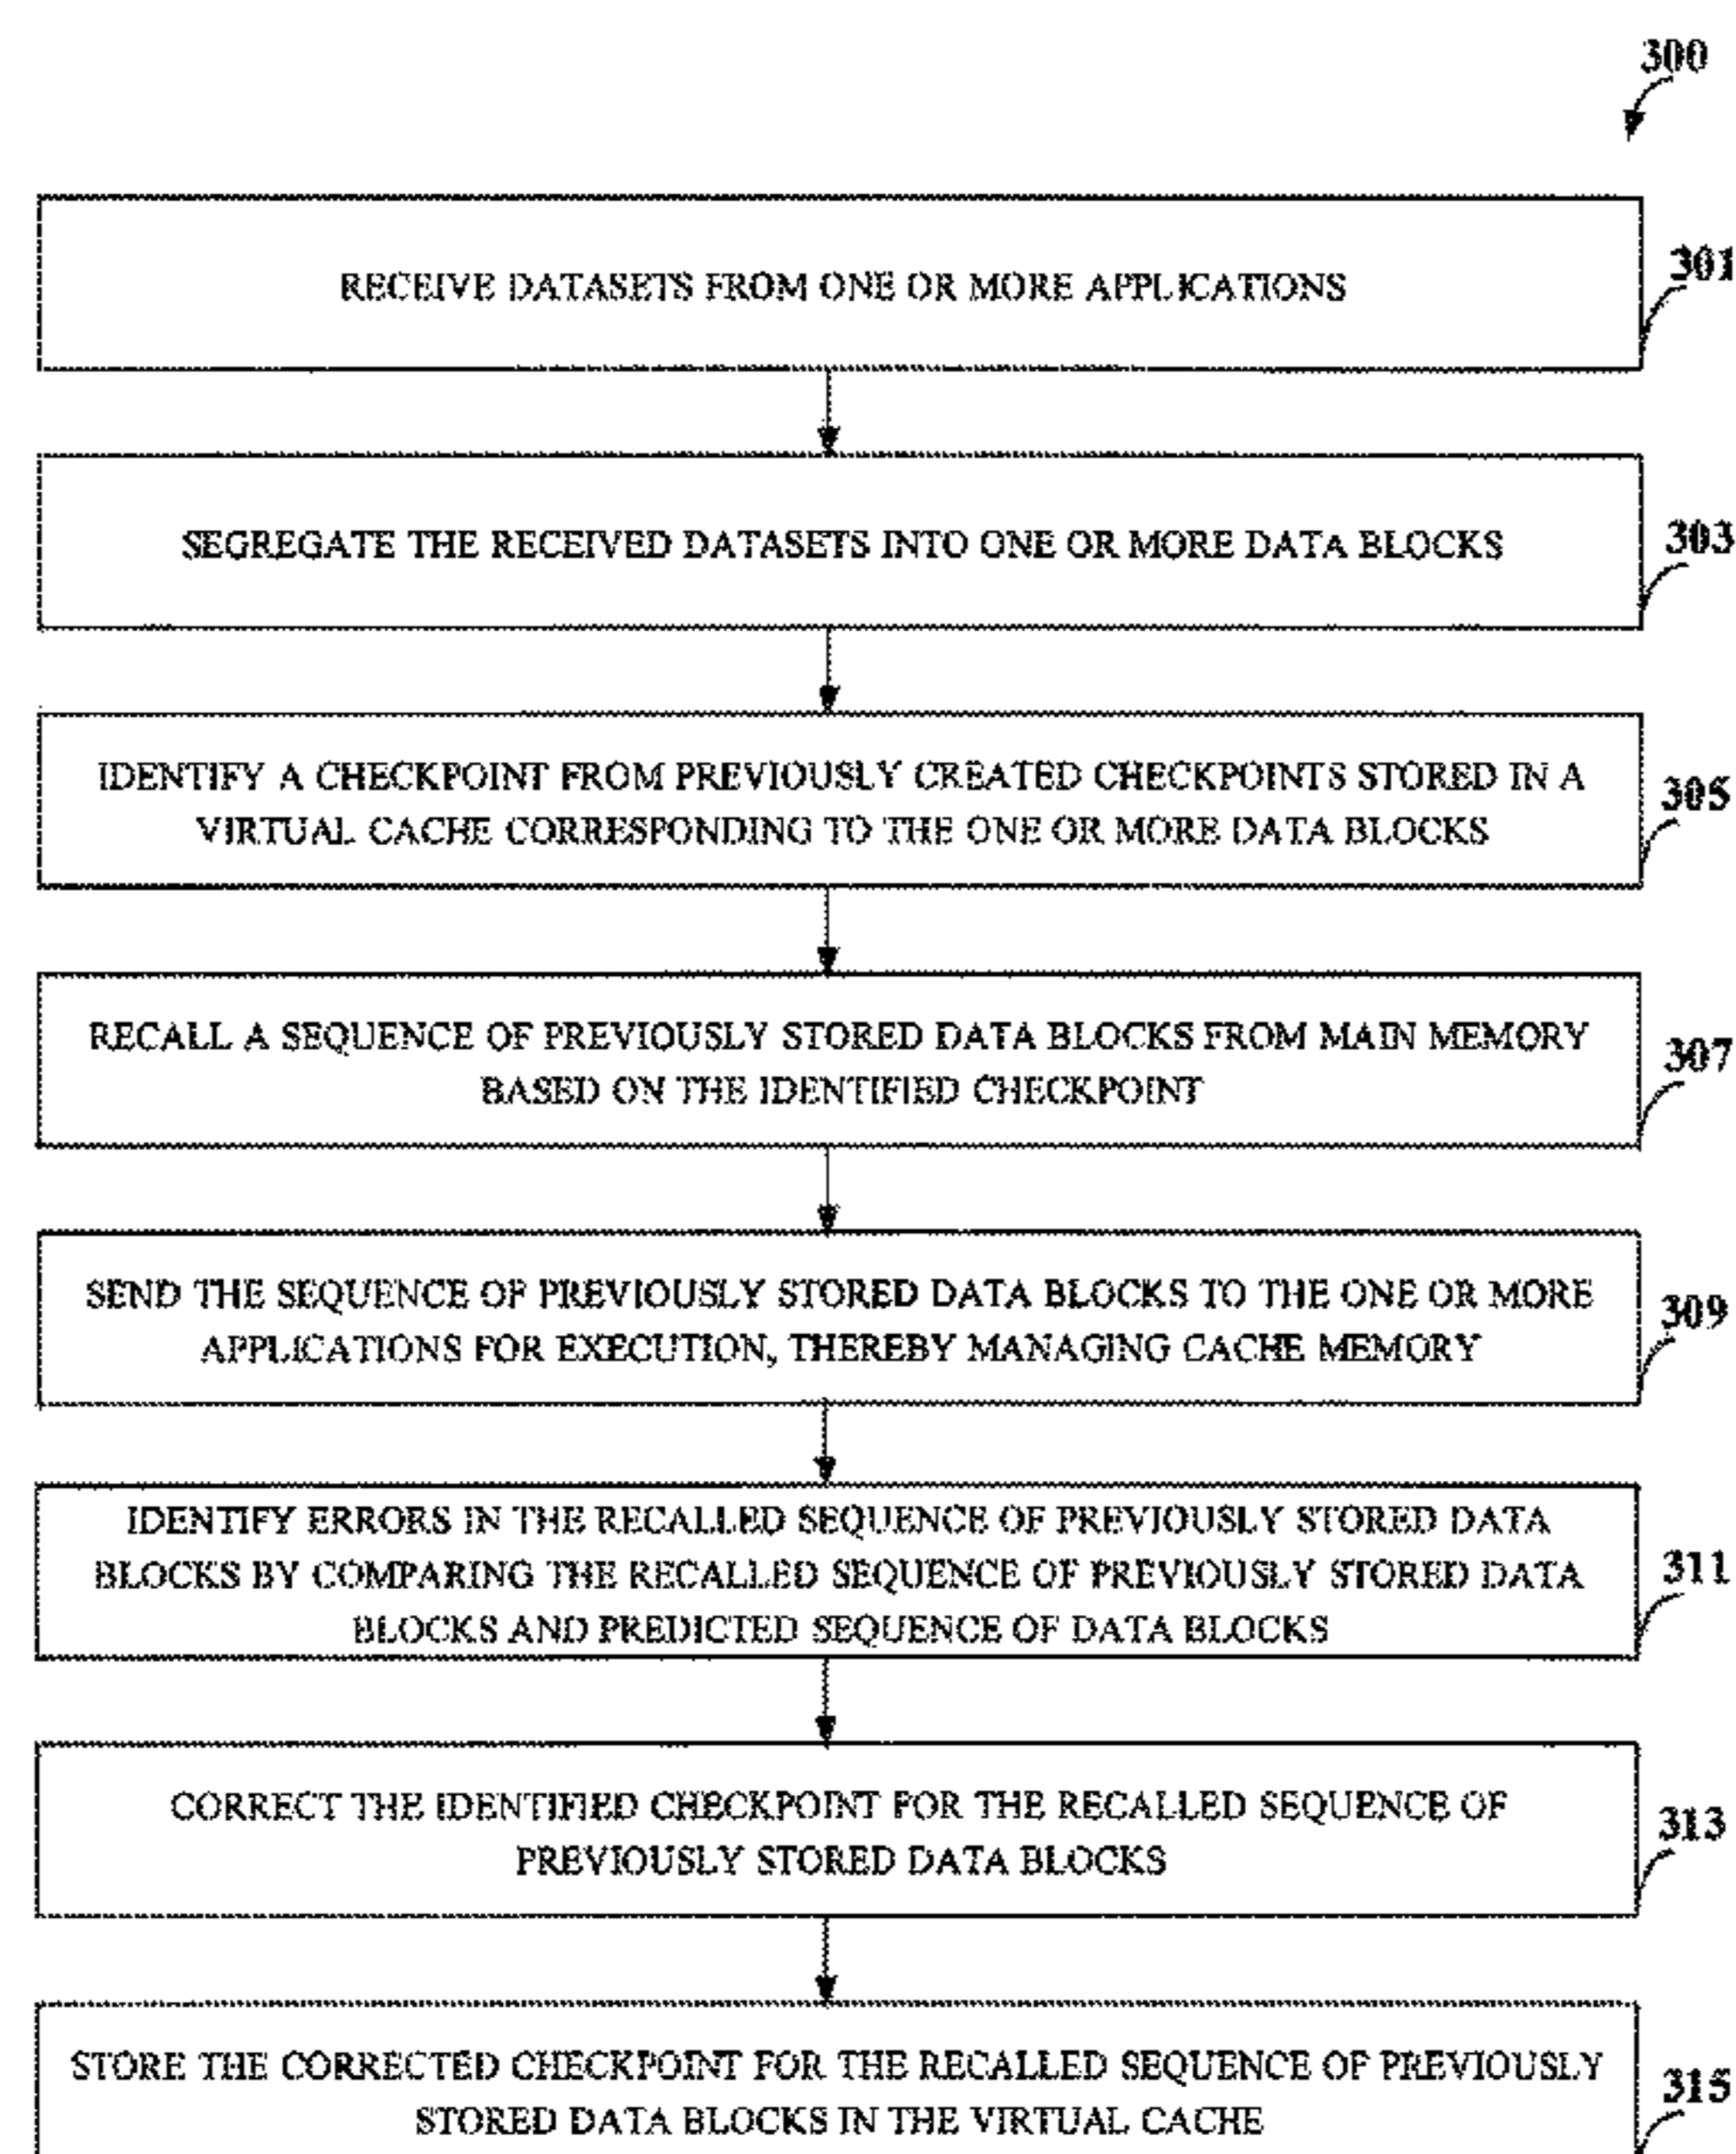 300
RECEIVE DATASETS FROM ONE OR MORE APPLICATIONS
301
SEGREGATE THE RECEIVED DATASETS INTO ONE OR MORE DATA BLOCKS
303
IDENTIFY A CHECKPOINT FROM PREVIOUSLY CREATED CHECKPOINTS STORED IN A
VIRTUAL CACHE CORRESPONDING TO THE ONE OR MORE DATA BLOCKS
305
RECALL A SEQUENCE OF PREVIOUSLY STORED DATA BLOCKS FROM MAIN MEMORY
BASED ON THE IDENTIFIED CHECKPOINT
307
SEND THE SEQUENCE OF PREVIOUSLY STORED DATA BLOCKS TO THE ONE OR MORE
APPLICATIONS FOR EXECUTION, THEREBY MANAGING CACHE MEMORY
309
IDENTIFY ERRORS IN THE RECALLED SEQUENCE OF PREVIOUSLY STORED DATA
BLOCKS BY COMPARING THE RECALLED SEQUENCE OF PREVIOUSLY STORED DATA
BLOCKS AND PREDICTED SEQUENCE OF DATA BLOCKS
311
CORRECT THE IDENTIFIED CHECKPOINT FOR THE RECALLED SEQUENCE OF
PREVIOUSLY STORED DATA BLOCKS
313
STORE THE CORRECTED CHECKPOINT FOR THE RECALLED SEQUENCE OF PREVIOUSLY
STORED DATA BLOCKS IN THE VIRTUAL CACHE
315